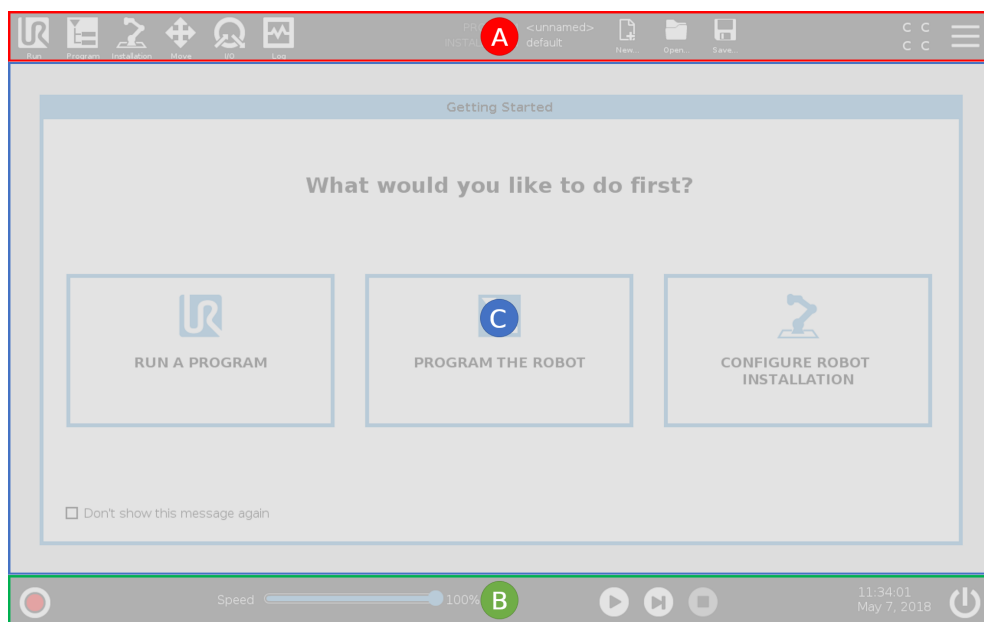 <unnamed>
default
Run
Program
Installation
Move
I/O
Log
A
New...
Open...
Save...
C C
C C
Getting Started
What would you like to do first?
C
RUN A PROGRAM
PROGRAM THE ROBOT
CONFIGURE ROBOT
INSTALLATION
Don't show this message again
Speed
100%
B
11:34:01
May 7, 2018